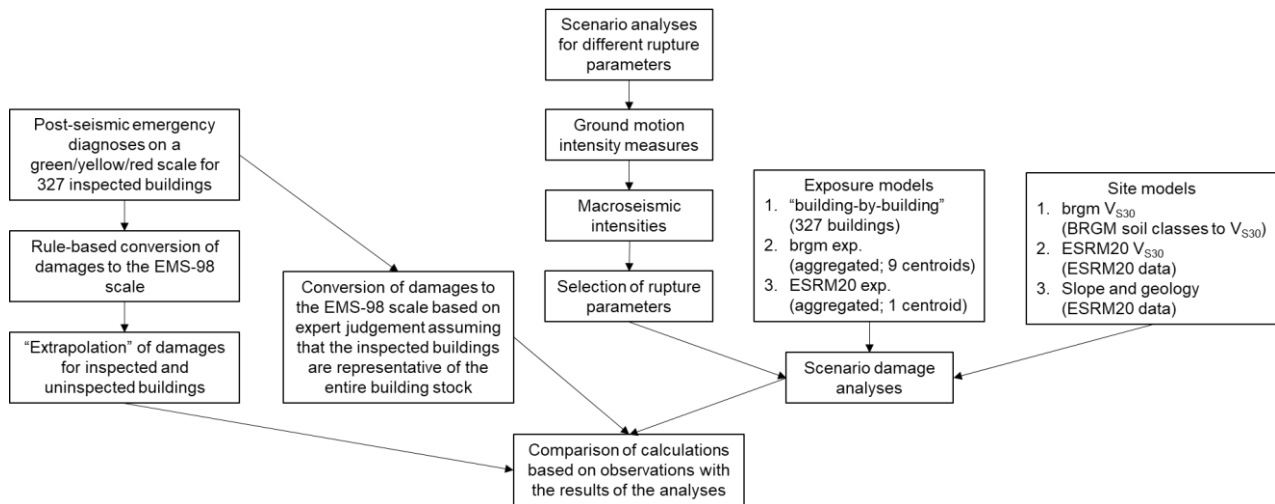 Scenario analyses
for different rupture
parameters
Post-seismic emergency
diagnoses on a
green/yellow/red scale for
327 inspected buildings
Ground motion
intensity measures
Macroseismic
intensities
Selection of rupture
parameters
Rule-based conversion of
damages to the EMS-98
scale
"Extrapolation" of damages
for inspected and
uninspected buildings
Conversion of damages to
the EMS-98 scale based on
expert judgement assuming
that the inspected buildings
are representative of the
entire building stock
Exposure models
1. "building-by-building"
(327 buildings)
2. brgm exp.
(aggregated; 9 centroids)
3. ESRM20 exp.
(aggregated; 1 centroid)
Site models
1. brgm VS30
(BRGM soil classes to VS30)
2. ESRM20 VS30
(ESRM20 data)
3. Slope and geology
(ESRM20 data)
Scenario damage
analyses
Comparison of calculations
based on observations with
the results of the analyses